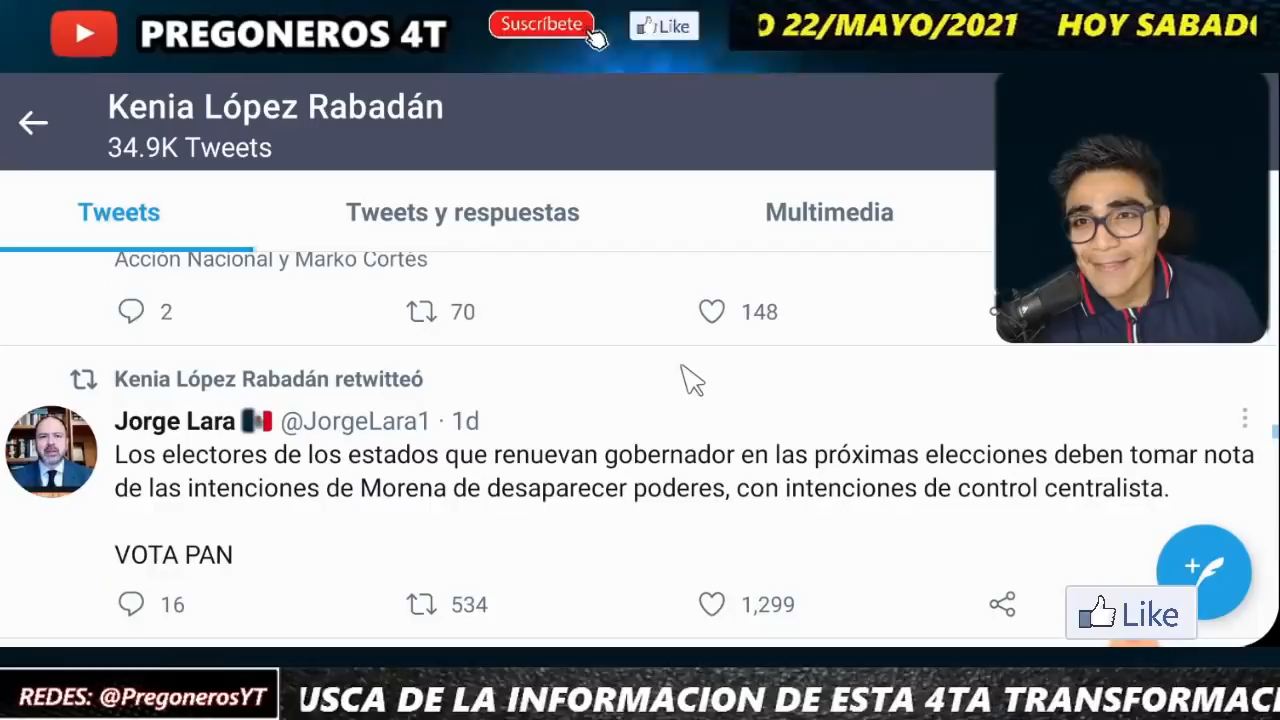 PREGONEROS 4T
Suscríbete
Like
O 22/MAYO/2021 HOY SABADO
Kenia López Rabadán
34.9K Tweets
Tweets
Tweets y respuestas
Multimedia
Acción Nacional y Marko Cortés
2
70
148
Kenia López Rabadán retwitteó
Jorge Lara @JorgeLara1 · 1d
Los electores de los estados que renuevan gobernador en las próximas elecciones deben tomar nota
de las intenciones de Morena de desaparecer poderes, con intenciones de control centralista.
VOTA PAN
16
534
1,299
Like
REDES: @PregonerosYT
USCA DE LA INFORMACION DE ESTA 4TA TRANSFORMAC